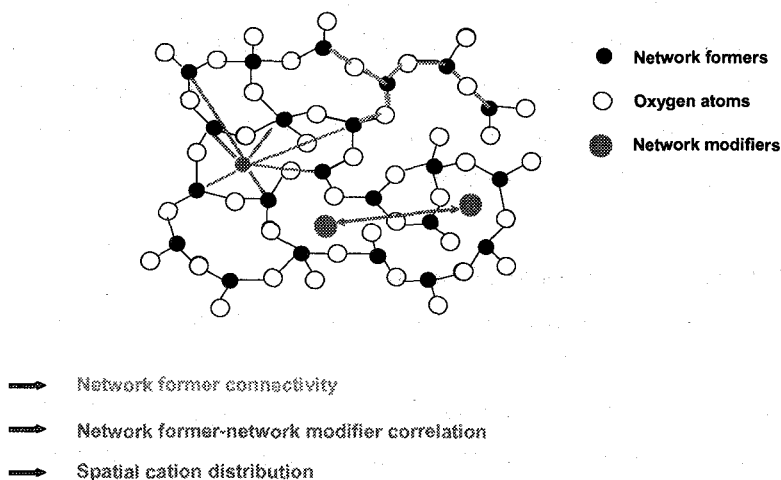 Network formers
Oxygen atoms
Network modifiers
Network former connectivity
Network former-network modifier correlation
Spatial cation distribution